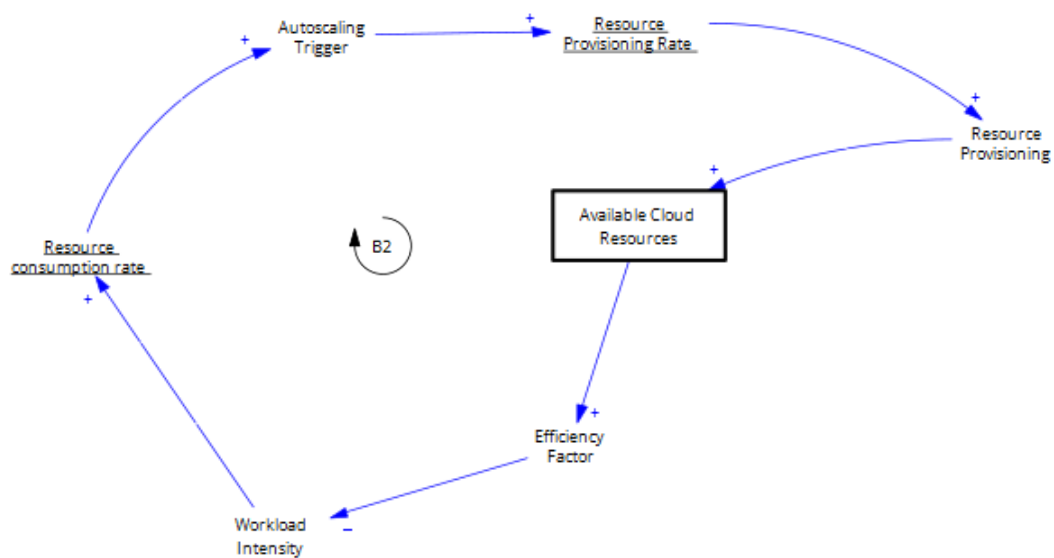 Autoscaling
Trigger
+
+
Resource
Provisioning Rate
+
Resource
Provisioning
+
Available Cloud
Resources
B2
Resource
consumption rate
+
+
Efficiency
Factor
Workload
Intensity
−